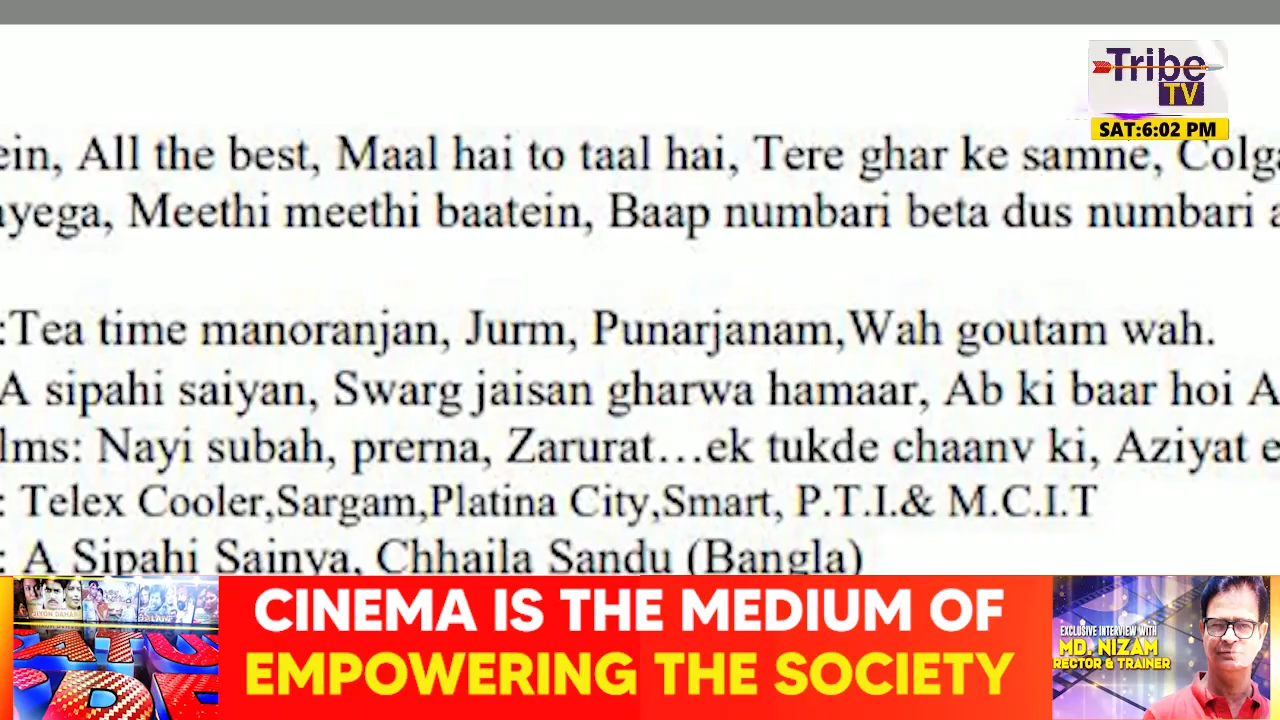 Tribe
TV
SAT:6:02 PM
ein, All the best, Maal hai to taal hai, Tere ghar ke samne, Colg
yega, Meethi meethi baatein, Baap numbari beta dus numbari a
:Tea time manoranjan, Jurm, Punarjanam,Wah goutam wah.
A sipahi saiyan, Swarg jaisan gharwa hamaar, Ab ki baar hoi A
lms: Nayi subah, prerna, Zarurat…ek tukde chaanv ki, Aziyat e
: Telex Cooler,Sargam,Platina City,Smart, P.T.I.& M.C.I.T
: A Sipahi Sainya, Chhaila Sandu (Bangla)
CINEMA IS THE MEDIUM OF
EMPOWERING THE SOCIETY
EXCLUSIVE INTERVIEW WITH
MD. NIZAM
RECTOR & TRAINER